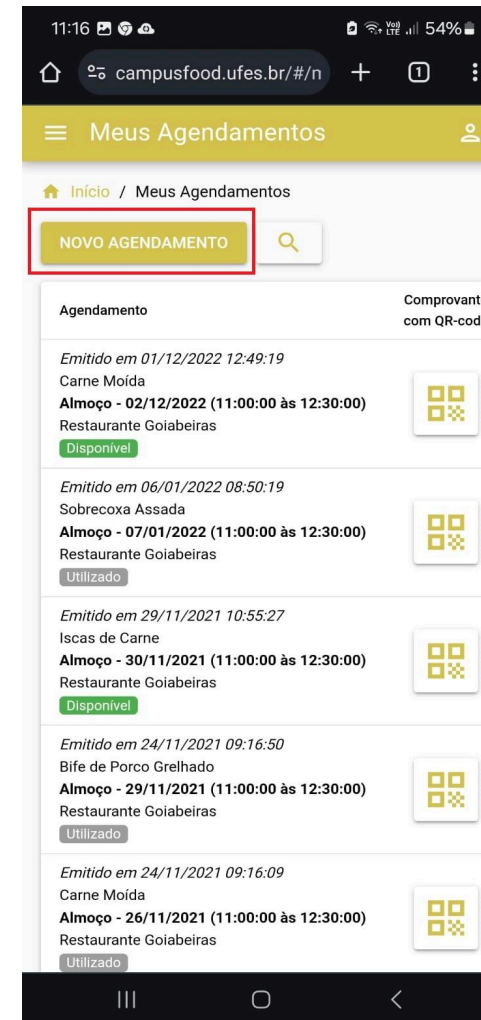 11:16
Voi) LTE 54%
campusfood.ufes.br/#/n
1
Meus Agendamentos
Início / Meus Agendamentos
NOVO AGENDAMENTO
Agendamento
Comprovant
com QR-cod
Emitido em 01/12/2022 12:49:19
Carne Moída
Almoço - 02/12/2022 (11:00:00 às 12:30:00)
Restaurante Goiabeiras
Disponível
Emitido em 06/01/2022 08:50:19
Sobrecoxa Assada
Almoço - 07/01/2022 (11:00:00 às 12:30:00)
Restaurante Goiabeiras
Utilizado
Emitido em 29/11/2021 10:55:27
Iscas de Carne
Almoço - 30/11/2021 (11:00:00 às 12:30:00)
Restaurante Goiabeiras
Disponível
Emitido em 24/11/2021 09:16:50
Bife de Porco Grelhado
Almoço - 29/11/2021 (11:00:00 às 12:30:00)
Restaurante Goiabeiras
Utilizado
Emitido em 24/11/2021 09:16:09
Carne Moída
Almoço - 26/11/2021 (11:00:00 às 12:30:00)
Restaurante Goiabeiras
Utilizado